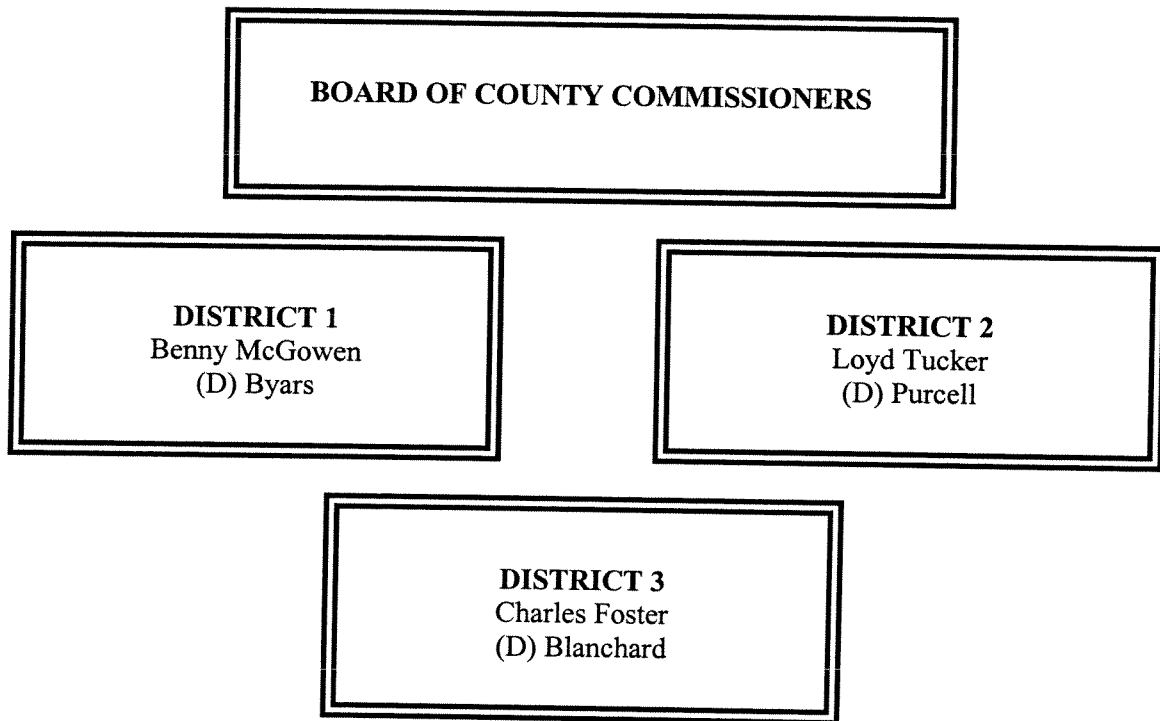 BOARD OF COUNTY COMMISSIONERS
DISTRICT 1
Benny McGowen
(D) Byars
DISTRICT 2
Loyd Tucker
(D) Purcell
DISTRICT 3
Charles Foster
(D) Blanchard